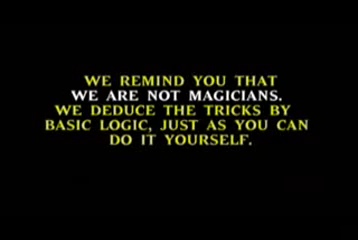 WE REMIND YOU THAT
WE ARE NOT MAGICIANS.
WE DEDUCE THE TRICKS BY
BASIC LOGIC, JUST AS YOU CAN
DO IT YOURSELF.